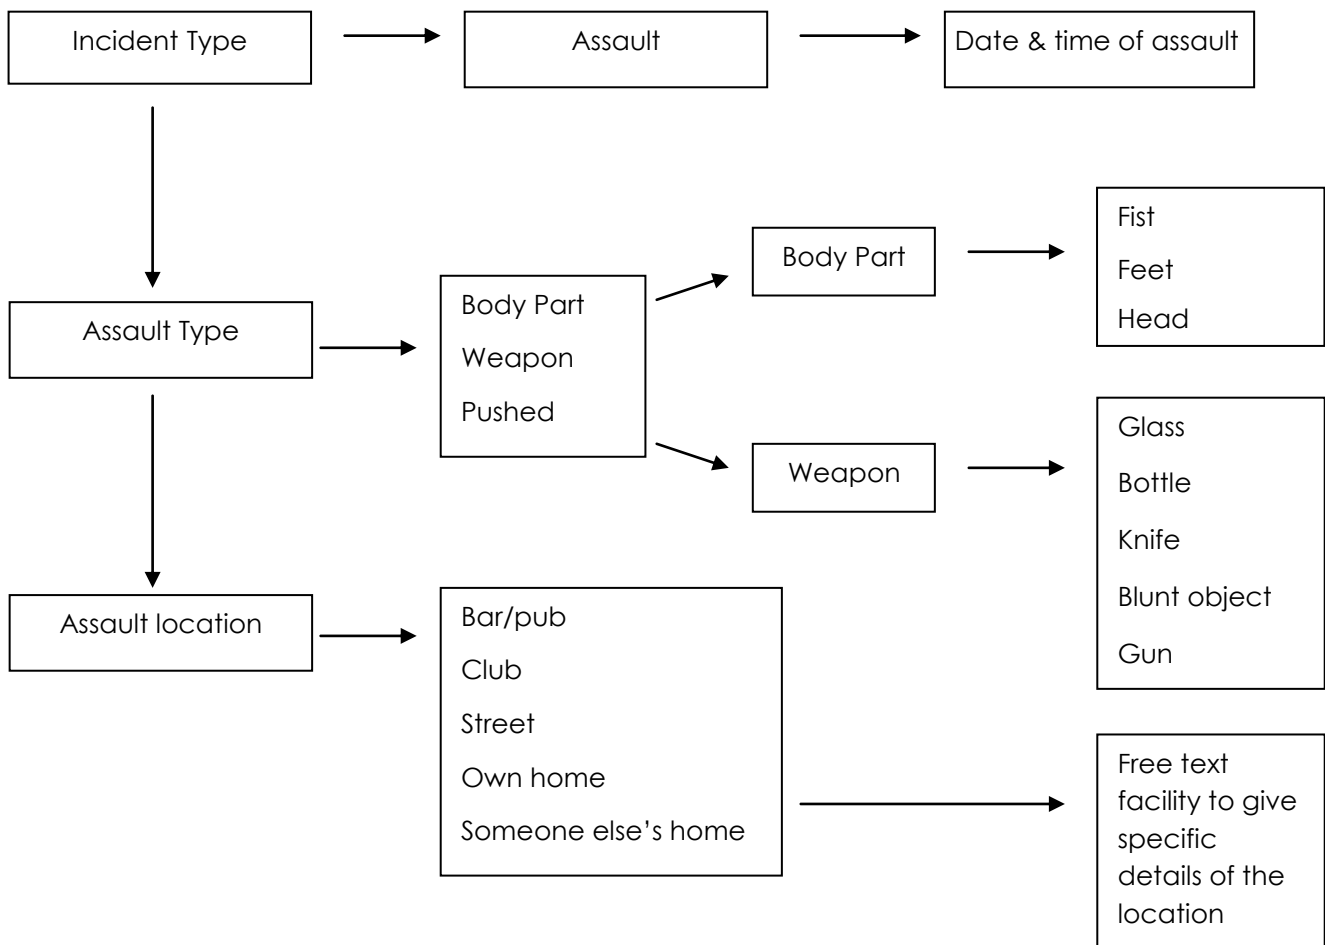 Incident Type
Assault
Date & time of assault
Assault Type
Body Part
Weapon
Pushed
Body Part
Fist
Feet
Head
Weapon
Glass
Bottle
Knife
Blunt object
Gun
Assault location
Bar/pub
Club
Street
Own home
Someone else’s home
Free text
facility to give
specific
details of the
location